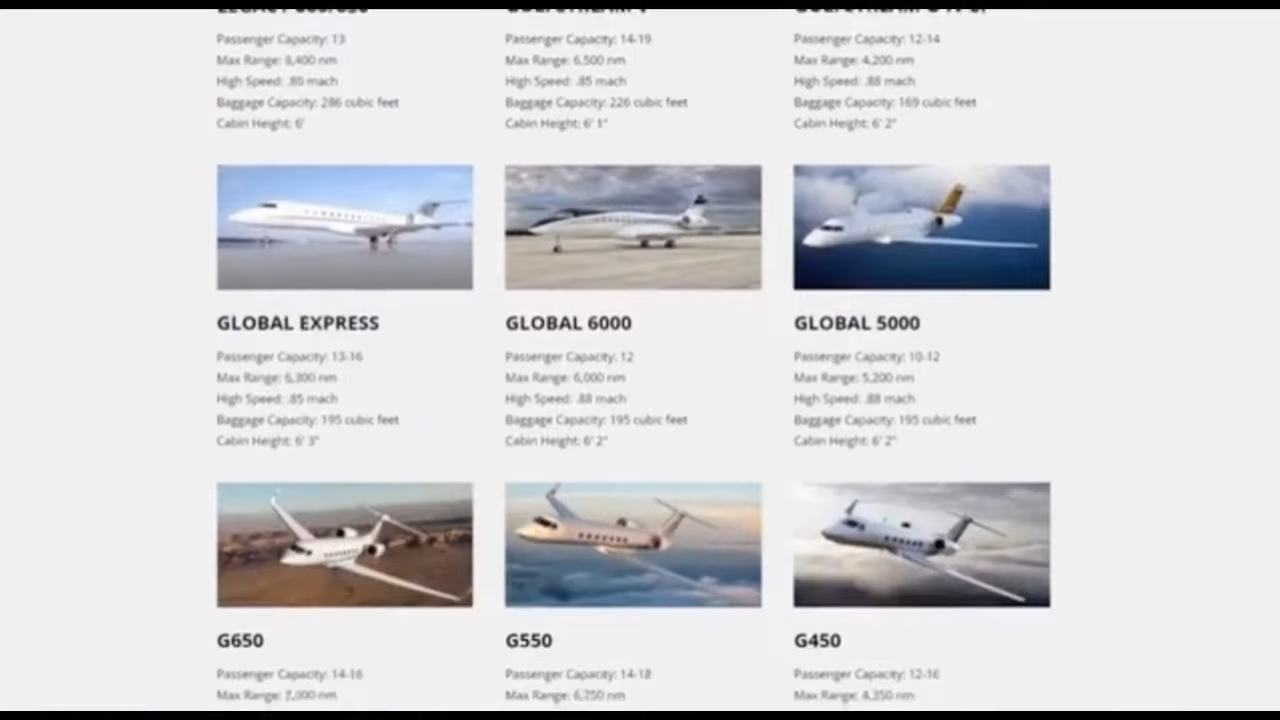 Passenger Capacity: 13
Max Range: 8,400 nm
High Speed: .80 mach
Baggage Capacity: 286 cubic feet
Cabin Height: 6'
Passenger Capacity: 14-19
Max Range: 6,500 nm
High Speed: .85 mach
Baggage Capacity: 226 cubic feet
Cabin Height: 6' 1"
Passenger Capacity: 12-14
Max Range: 4,200 nm
High Speed: .88 mach
Baggage Capacity: 169 cubic feet
Cabin Height: 6' 2"
GLOBAL EXPRESS
Passenger Capacity: 13-16
Max Range: 6,300 nm
High Speed: .85 mach
Baggage Capacity: 195 cubic feet
Cabin Height: 6' 3"
GLOBAL 6000
Passenger Capacity: 12
Max Range: 6,000 nm
High Speed: .88 mach
Baggage Capacity: 195 cubic feet
Cabin Height: 6' 2"
GLOBAL 5000
Passenger Capacity: 10-12
Max Range: 5,200 nm
High Speed: .88 mach
Baggage Capacity: 195 cubic feet
Cabin Height: 6' 2"
G650
Passenger Capacity: 14-16
Max Range: 7,000 nm
G550
Passenger Capacity: 14-18
Max Range: 6,750 nm
G450
Passenger Capacity: 12-16
Max Range: 4,350 nm